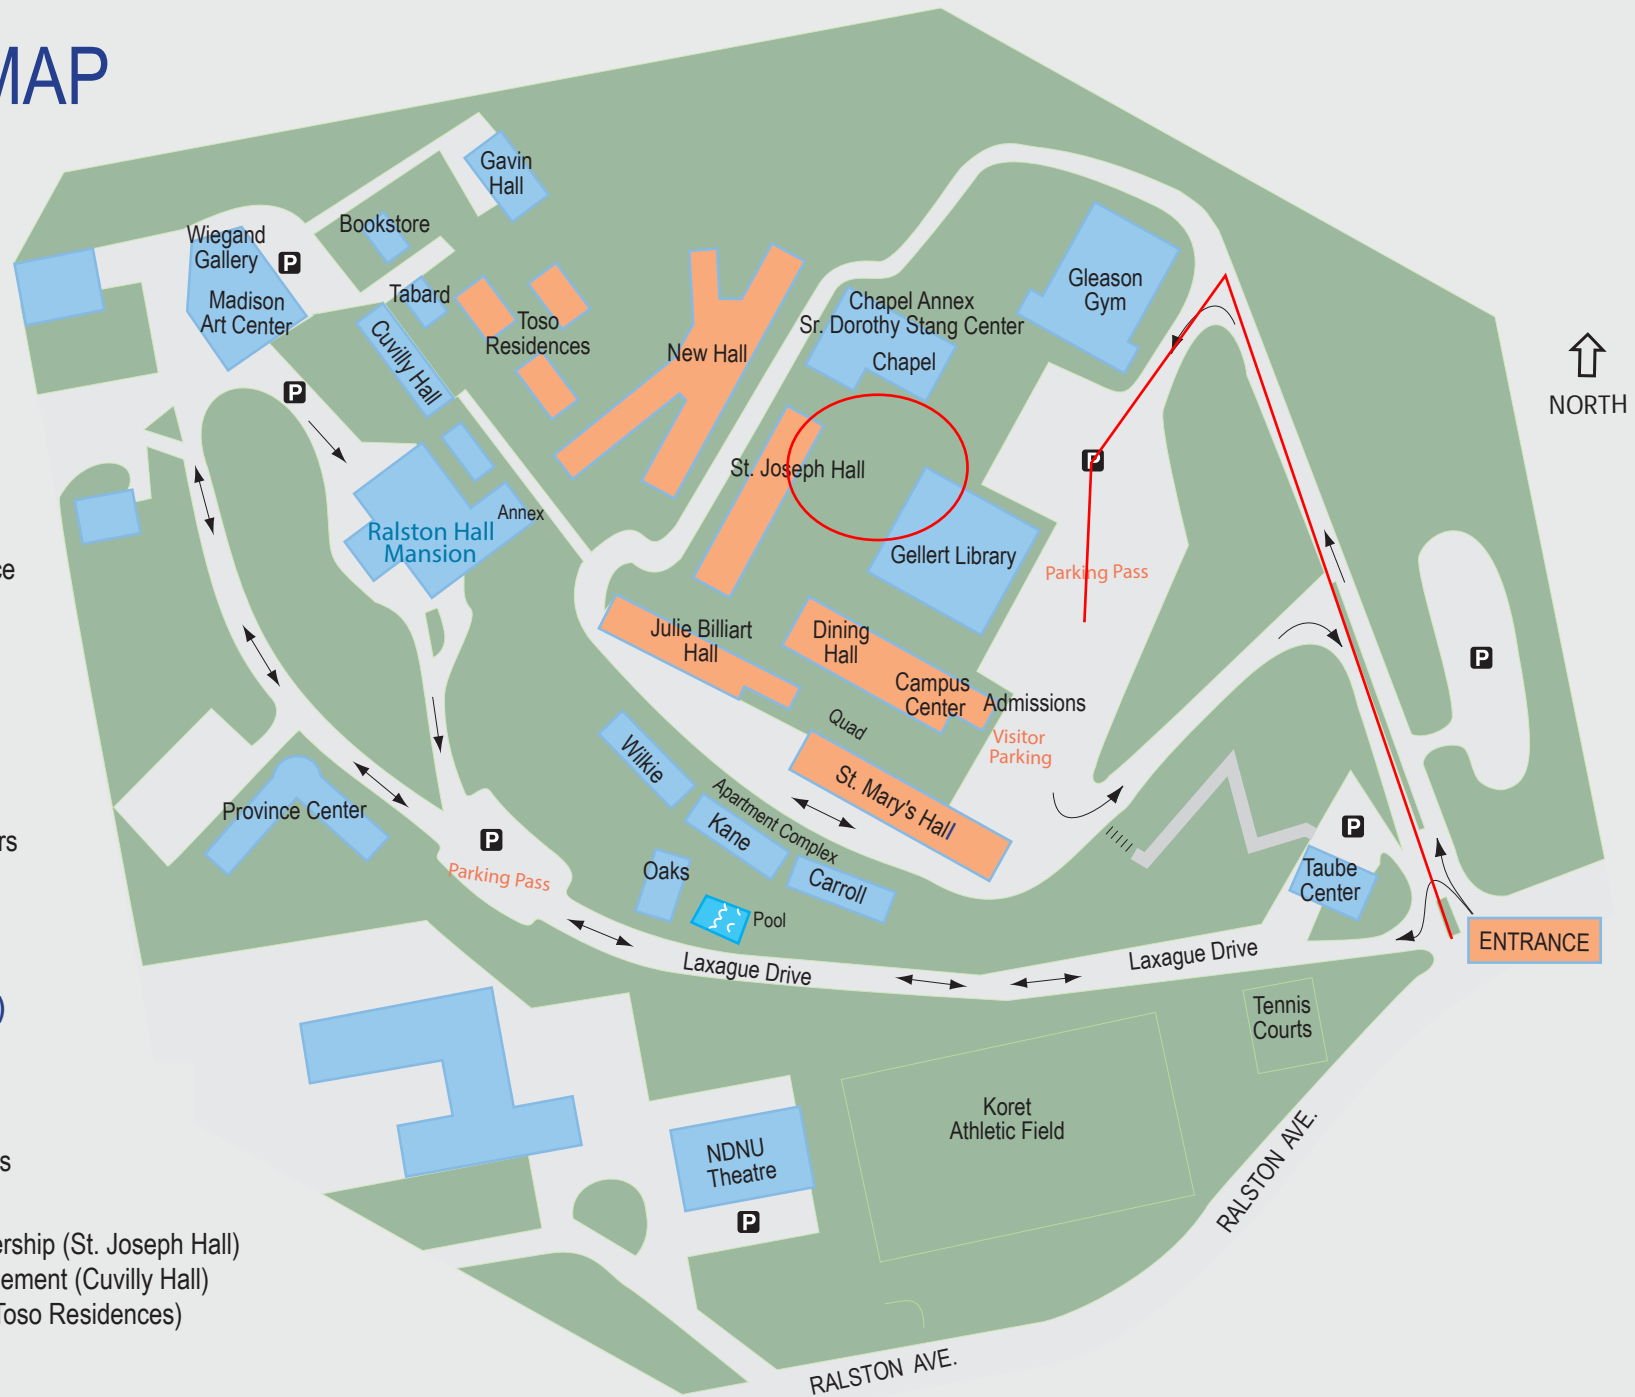 MAP
Gavin
Hall
Bookstore
Wiegand
Gallery
P
Madison
Art Center
Tabard
Cuvilly Hall
Toso
Residences
New Hall
Chapel Annex
Sr. Dorothy Stang Center
Chapel
Gleason
Gym
NORTH
P
St. Joseph Hall
P
Ralston Hall
Mansion
Annex
Gellert Library
Parking Pass
ce
Julie Billiart
Hall
Dining
Hall
P
Campus
Center
Admissions
Quad
Visitor
Parking
Wilkie
St. Mary's Hall
Apartment Complex
Kane
Province Center
P
P
rs
Oaks
Carroll
Parking Pass
Taube
Center
Pool
ENTRANCE
Laxague Drive
Laxague Drive
)
Tennis
Courts
Koret
Athletic Field
NDNU
Theatre
s
RALSTON AVE.
P
ership (St. Joseph Hall)
ement (Cuvilly Hall)
Toso Residences)
RALSTON AVE.